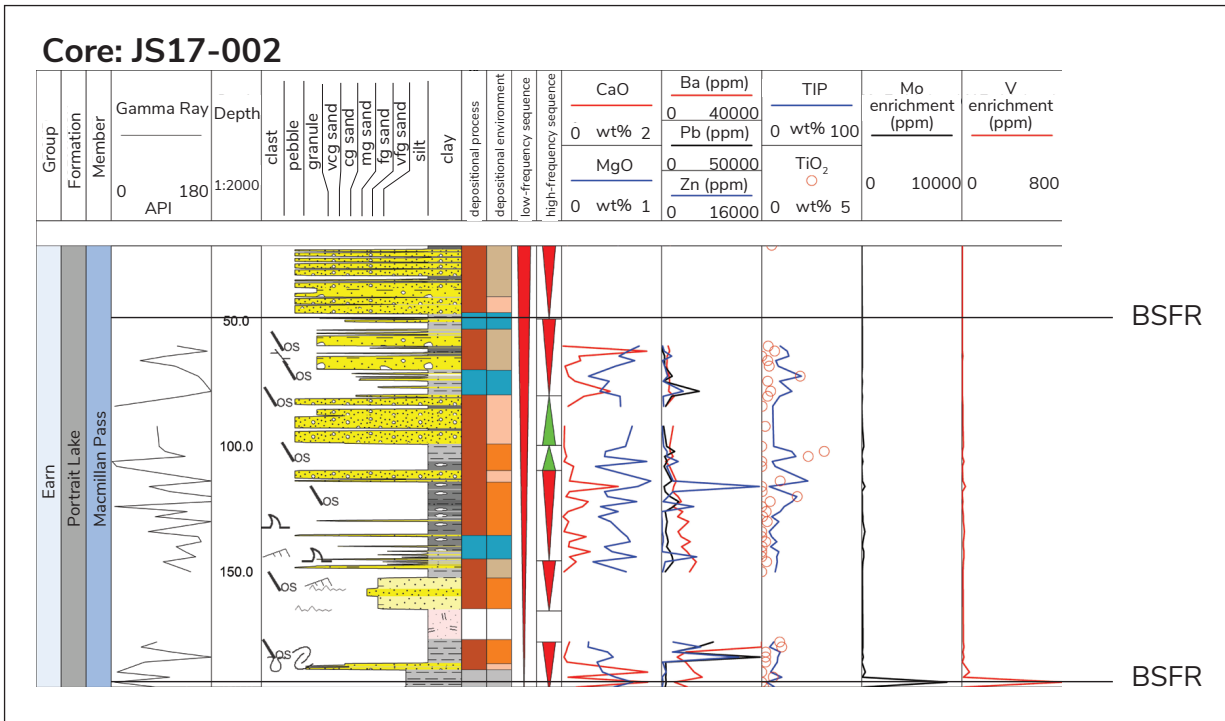 Core: JS17-002
Group
Formation
Member
Gamma Ray
0 180
API
Depth
1:2000
clast
pebble
granule
vcg sand
cg sand
mg sand
fg sand
vfg sand
silt
clay
depositional process
depositional environment
low-frequency sequence
high-frequency sequence
CaO
0 wt% 2
MgO
0 wt% 1
Ba (ppm)
0 40000
Pb (ppm)
0 50000
Zn (ppm)
0 16000
TIP
0 wt% 100
TiO2
0 wt% 5
Mo
enrichment
(ppm)
0 10000
V
enrichment
(ppm)
0 800
Earn
Portrait Lake
Macmillan Pass
50.0
BSFR
OS
OS
OS
100.0
OS
OS
150.0
OS
OS
BSFR